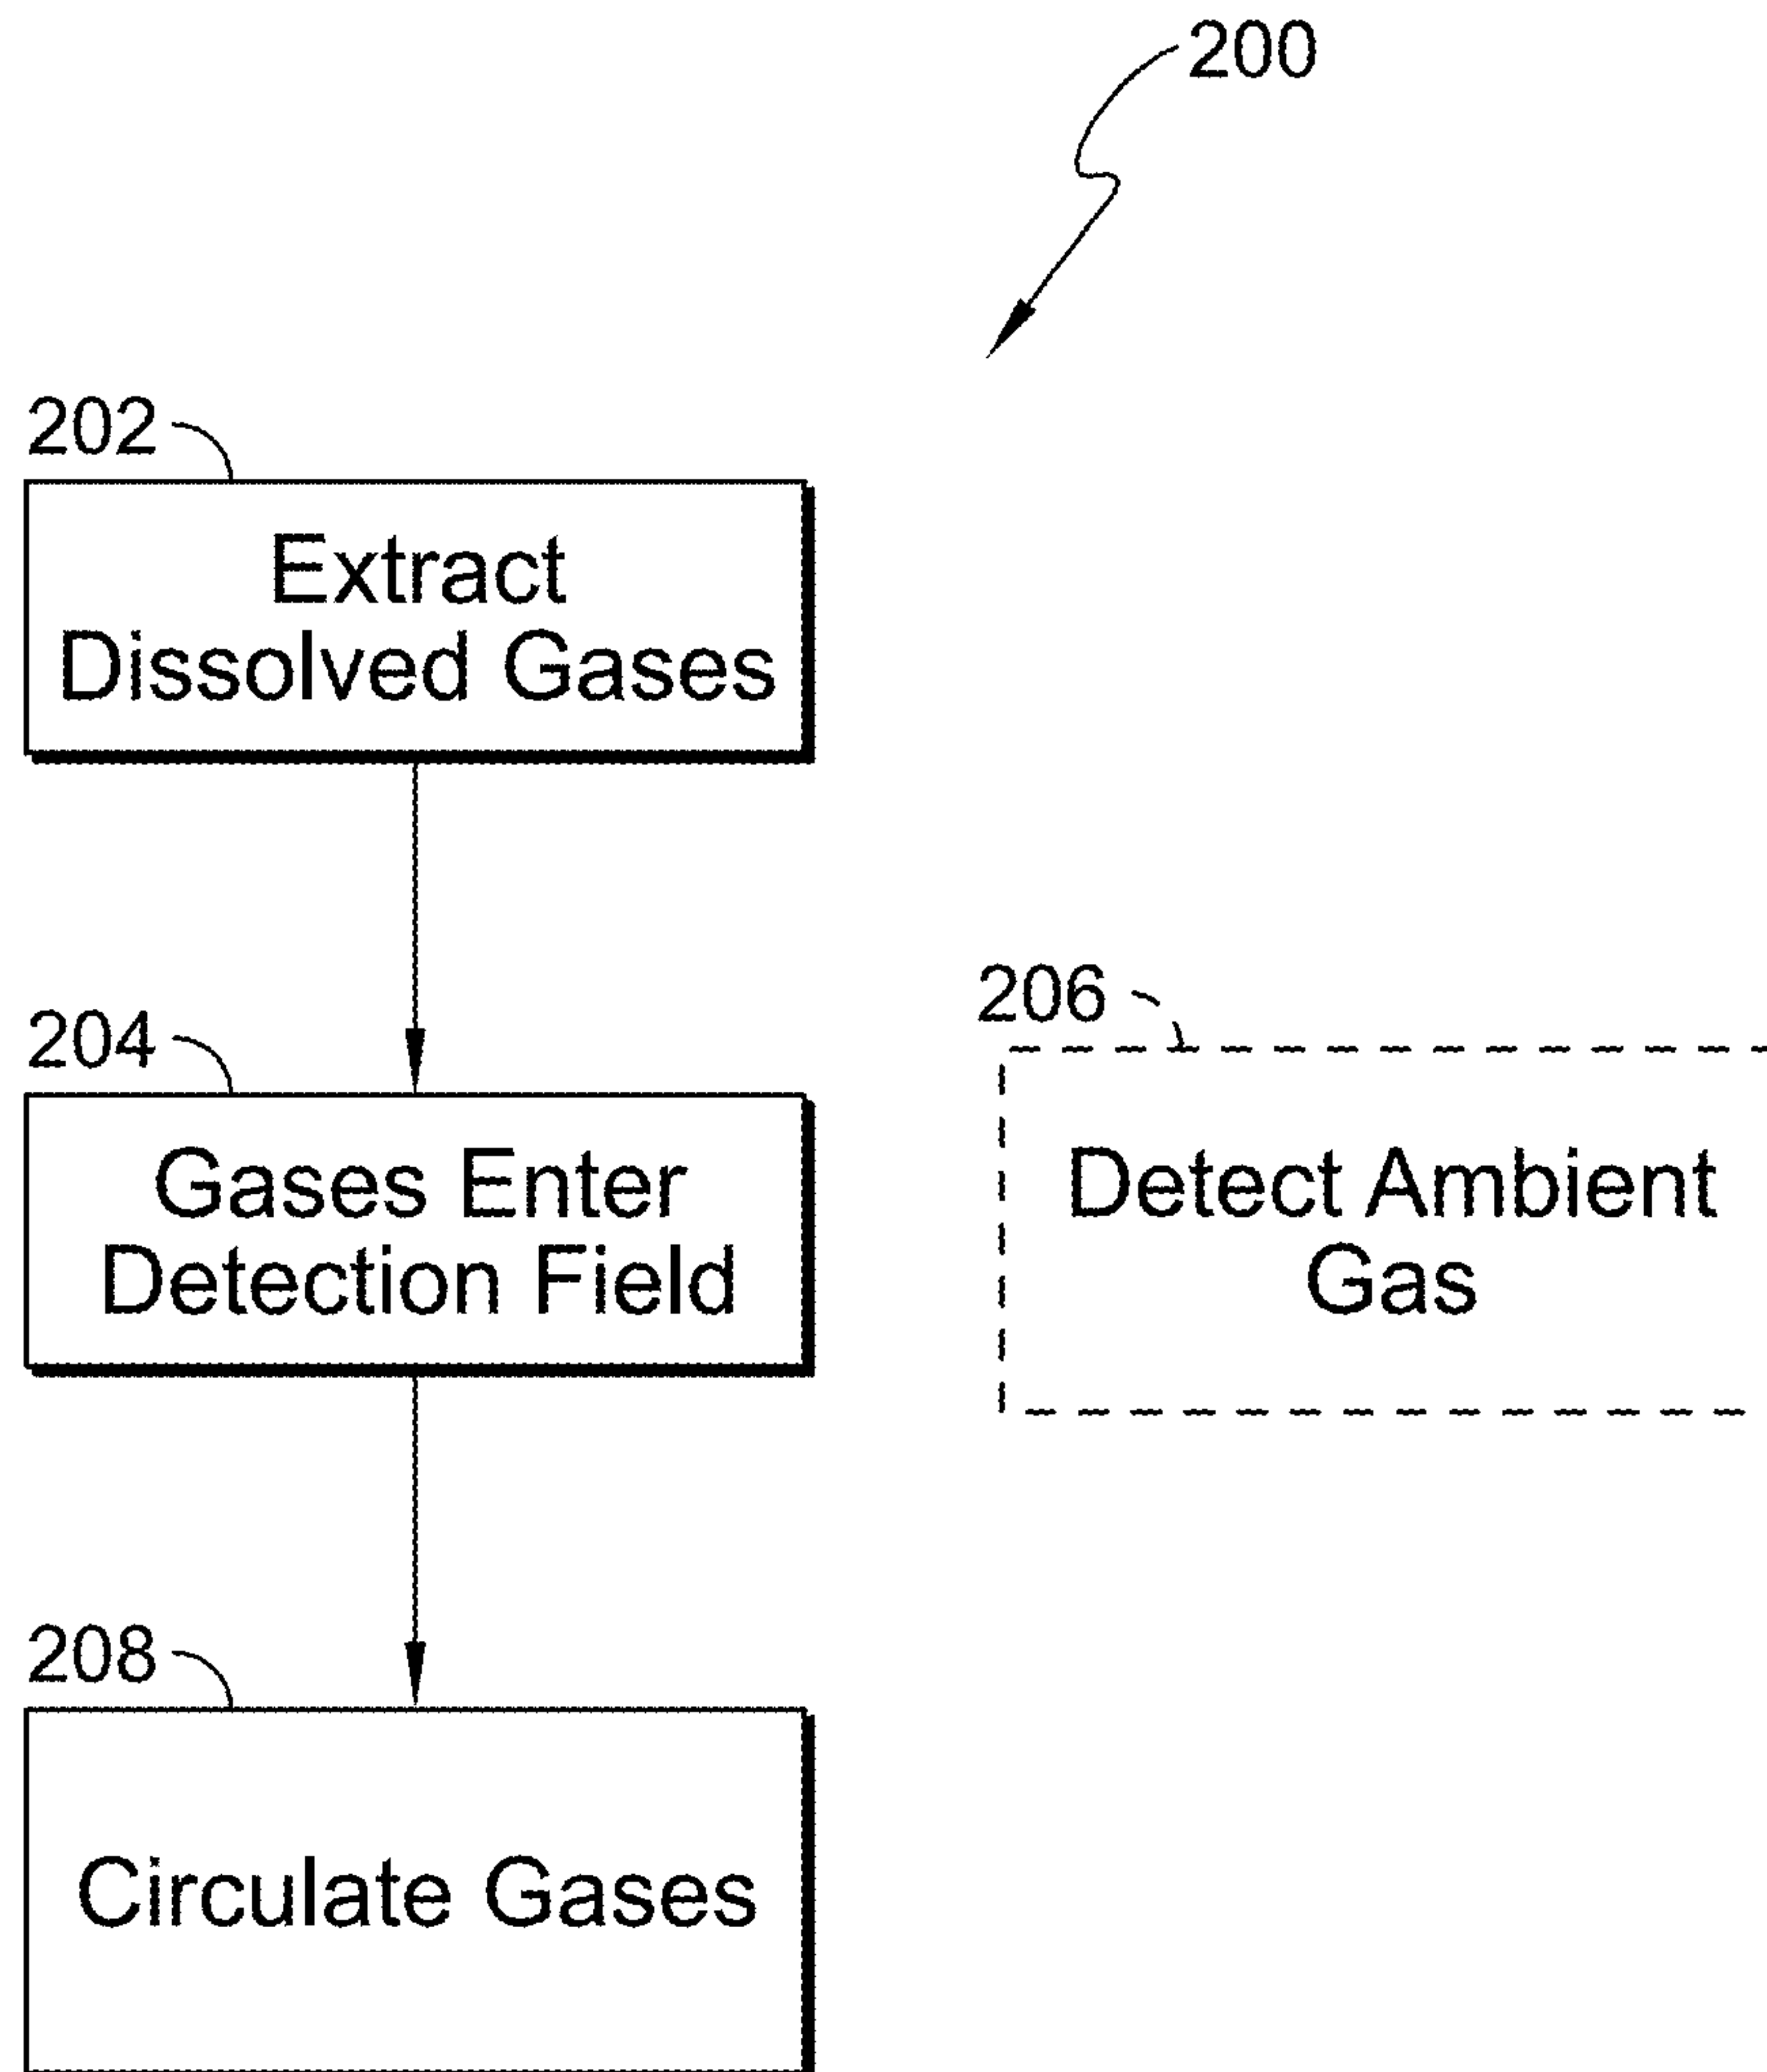 200
202
Extract
Dissolved Gases
204
Gases Enter
Detection Field
206
Detect Ambient
Gas
208
Circulate Gases